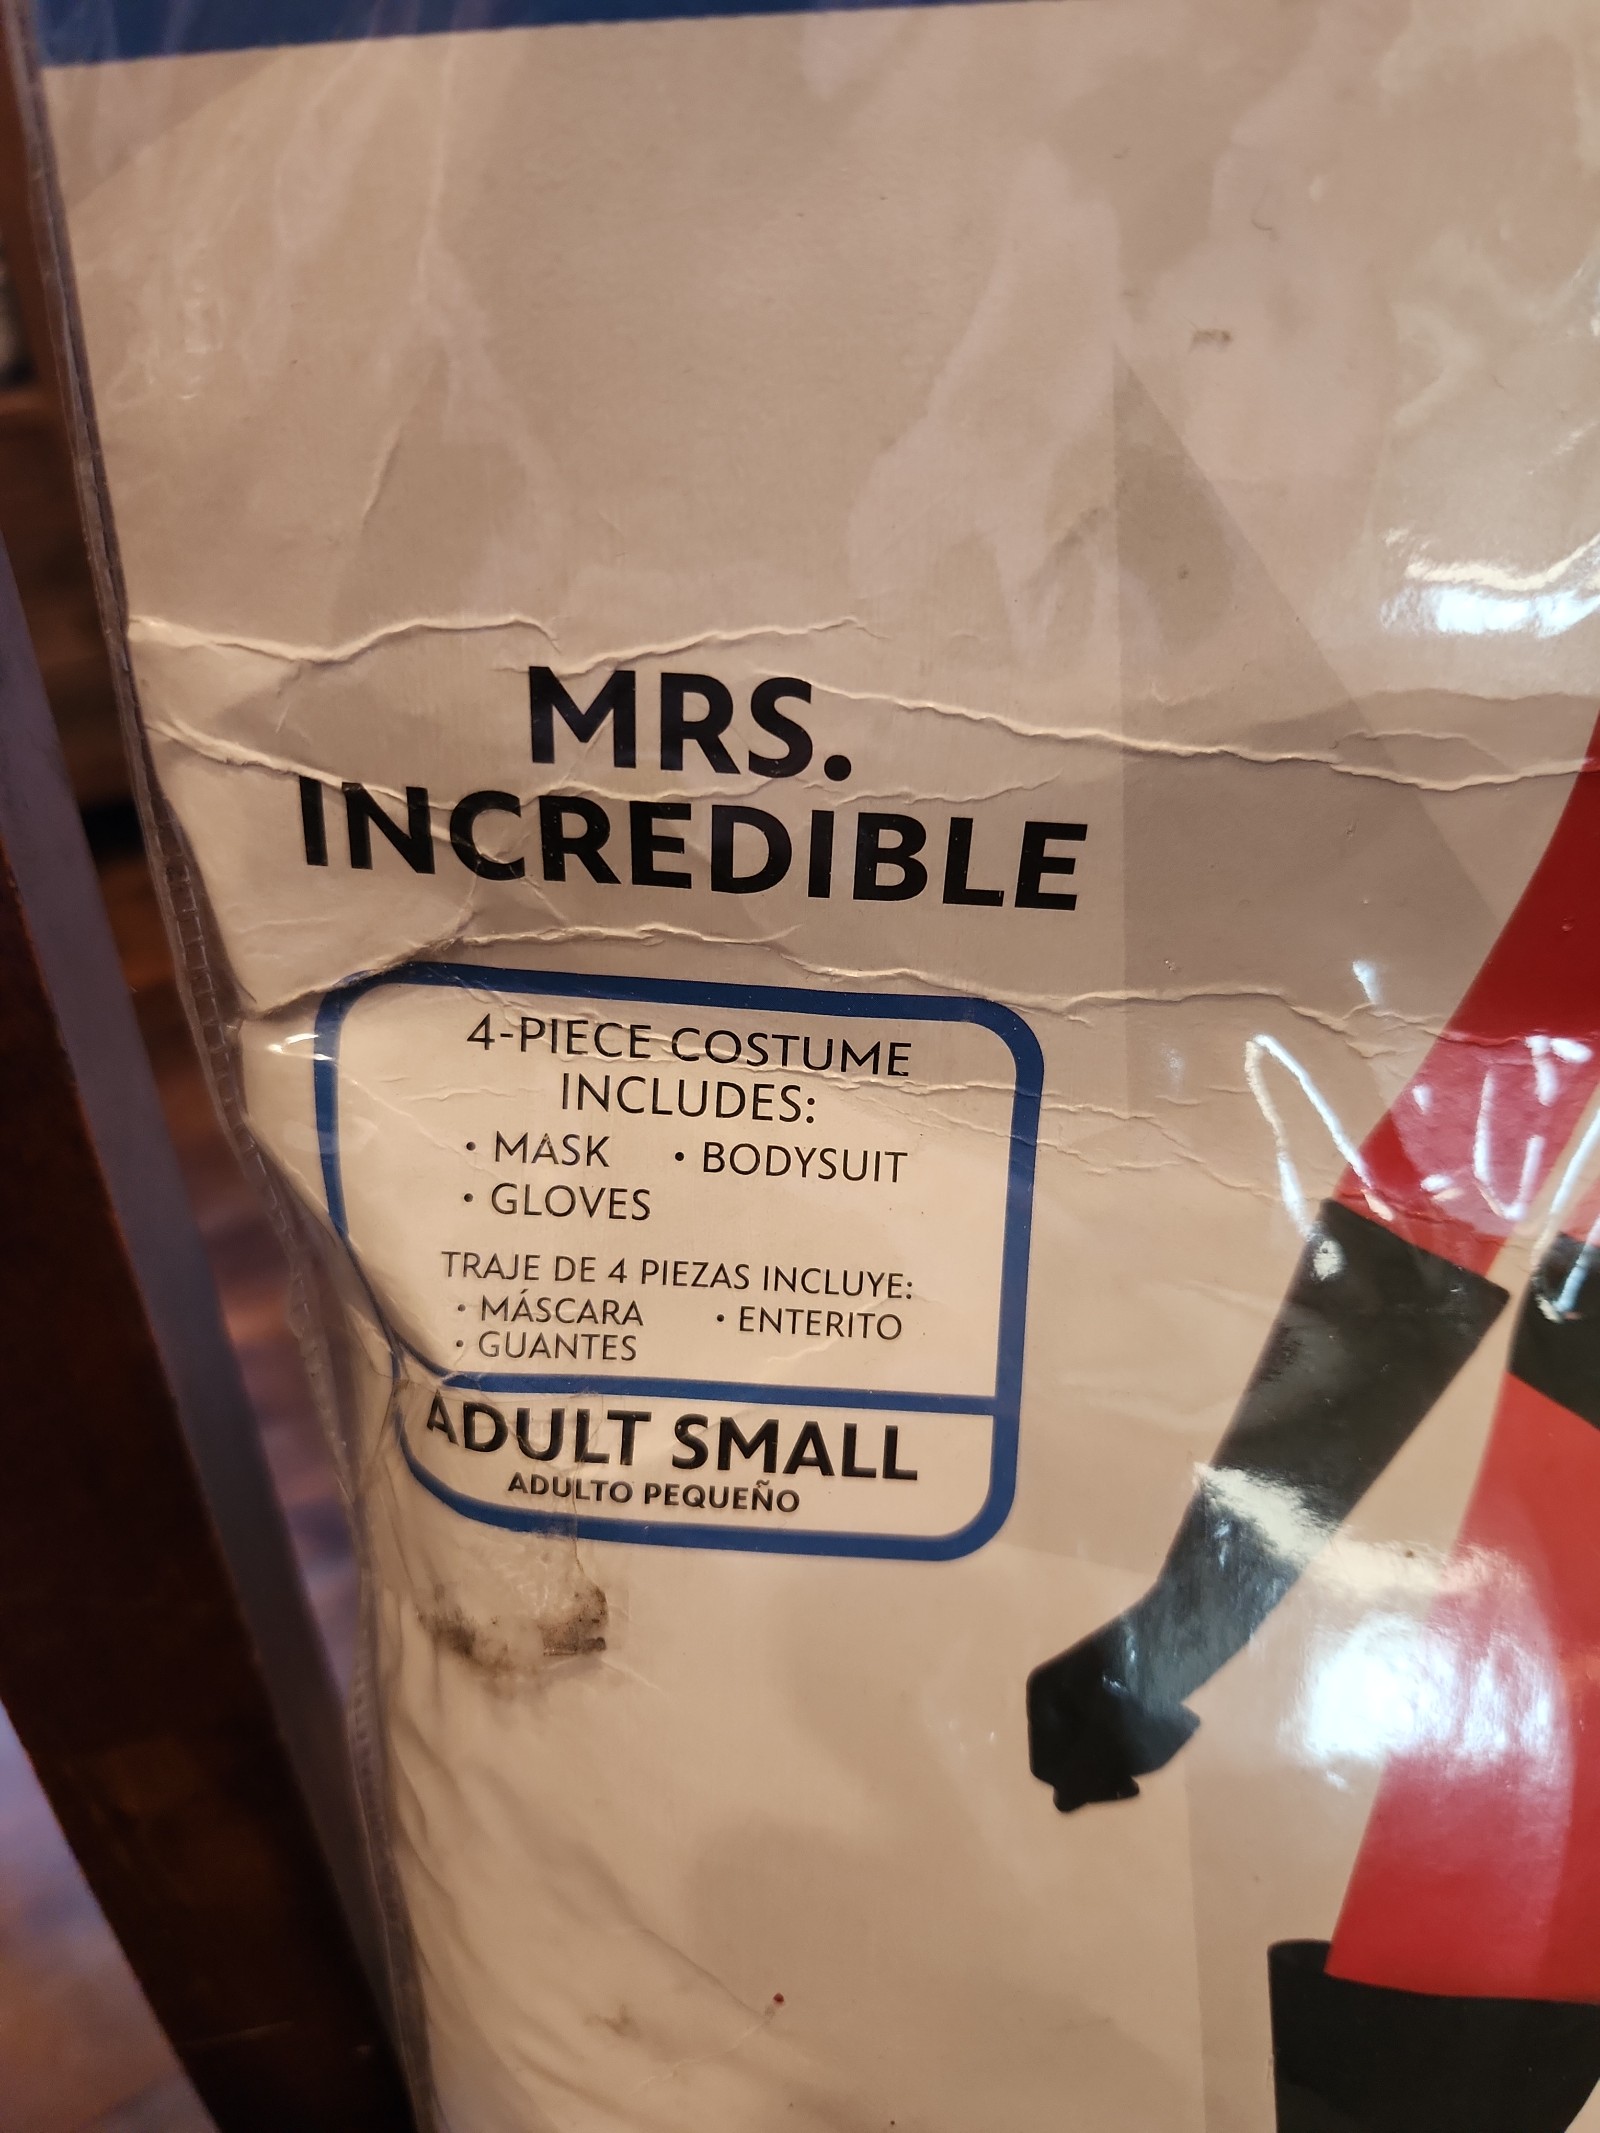 MRS.
INCREDIBLE
4-PIECE COSTUME
INCLUDES:
• MASK • BODYSUIT
• GLOVES
TRAJE DE 4 PIEZAS INCLUYE:
• MÁSCARA • ENTERITO
• GUANTES
ADULT SMALL
ADULTO PEQUEÑO